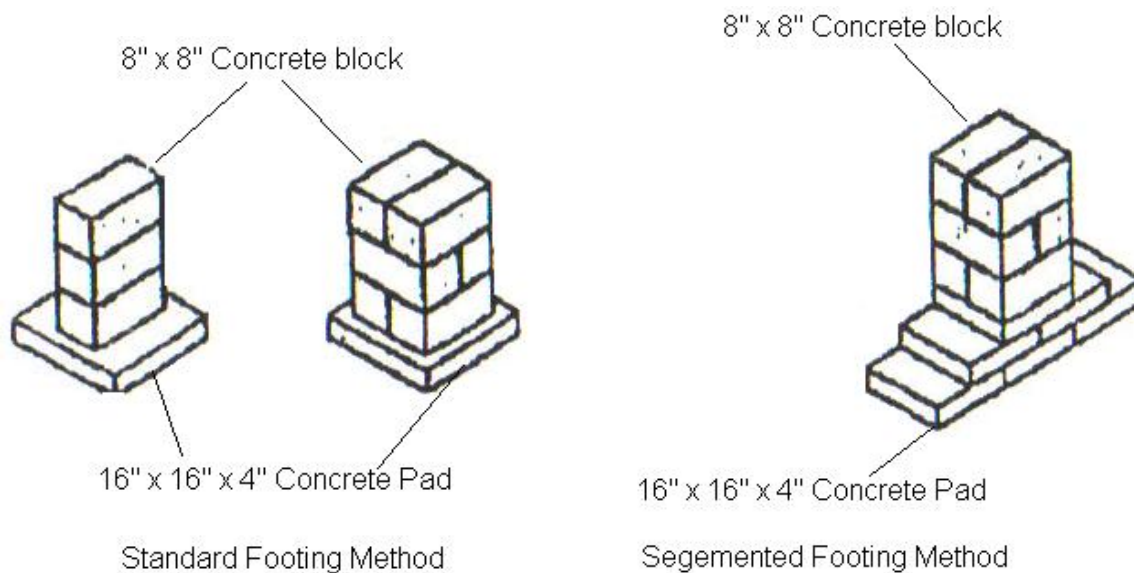 8" x 8" Concrete block
8" x 8" Concrete block
16" x 16" x 4" Concrete Pad
16" x 16" x 4" Concrete Pad
Standard Footing Method
Segemented Footing Method